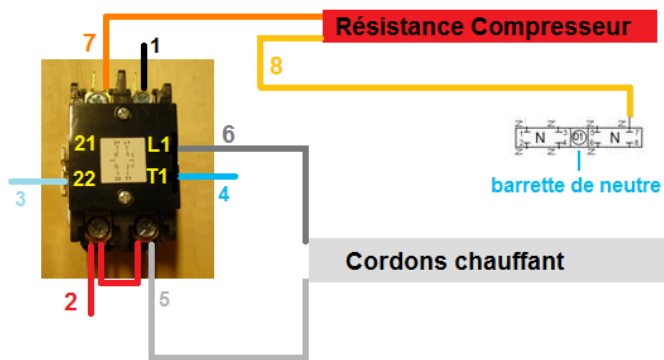 Résistance Compresseur
7
1
8
21
L1
6
22
T1
3
4
N
01
N
barrette de neutre
Cordons chauffant
2
5